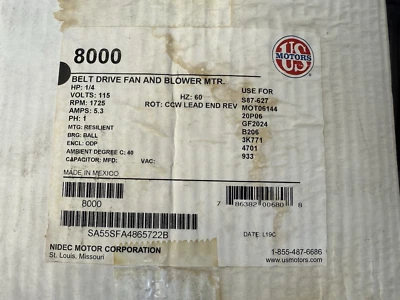 8000
US
MOTORS
BELT DRIVE FAN AND BLOWER MTR.
HP: 1/4
VOLTS: 115 HZ: 60
RPM: 1725 ROT: CCW LEAD END REV
AMPS: 5.3
PH: 1
MTG: RESILIENT
BRG: BALL
ENCL: ODP
AMBIENT DEGREE C: 40
CAPACITOR; MFD: VAC:
USE FOR
S87-627
MOT06144
20P06
GF2024
B206
3K771
4701
933
MADE IN MEXICO
8000
7 86382 00680 8
SA55SFA4865722B
NIDEC MOTOR CORPORATION
St. Louis, Missouri
DATE: L19C
1-855-487-6686
www.usmotors.com